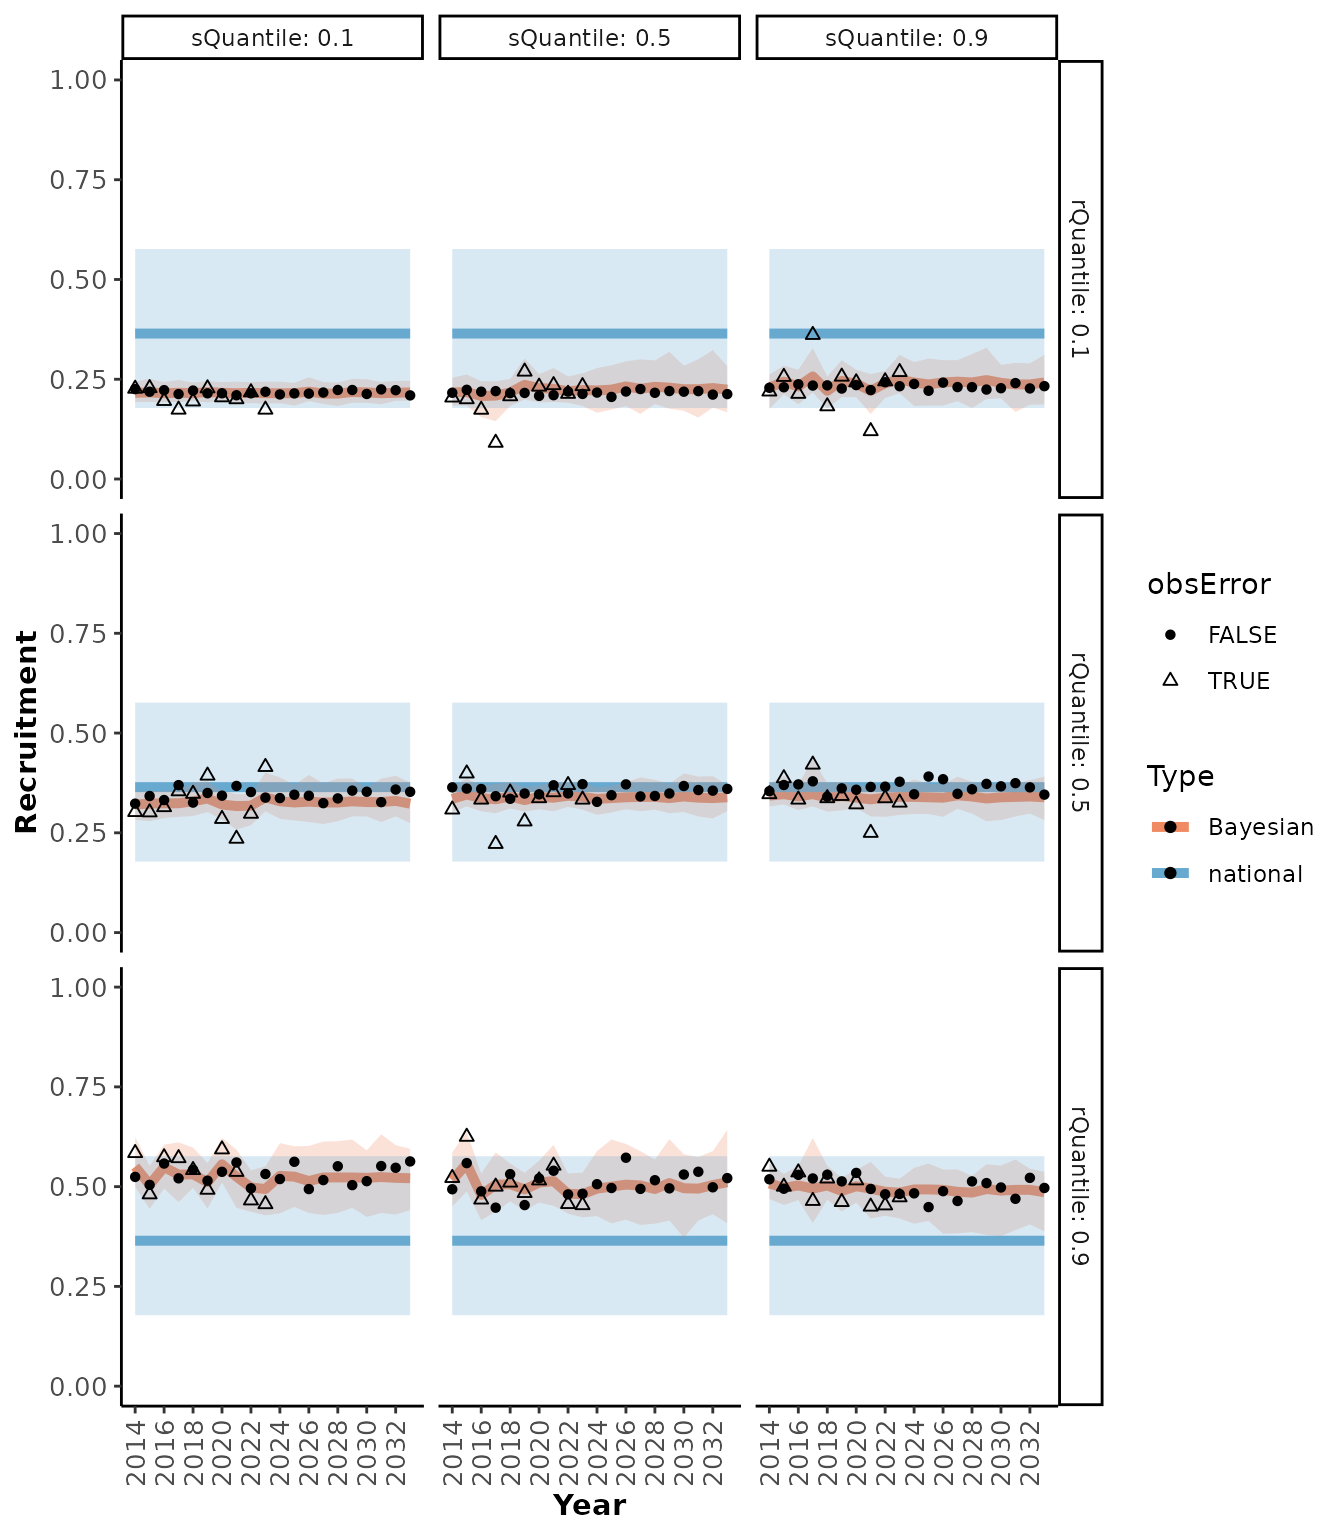 sQuantile: 0.1
sQuantile: 0.5
sQuantile: 0.9
1.00
0.75
0.50
0.25
0.00
rQuantile: 0.1
1.00
0.75
0.50
0.25
0.00
rQuantile: 0.5
1.00
0.75
0.50
0.25
0.00
rQuantile: 0.9
Recruitment
2014 2016 2018 2020 2022 2024 2026 2028 2030 2032
2014 2016 2018 2020 2022 2024 2026 2028 2030 2032
2014 2016 2018 2020 2022 2024 2026 2028 2030 2032
Year
obsError
FALSE
TRUE
Type
Bayesian
national